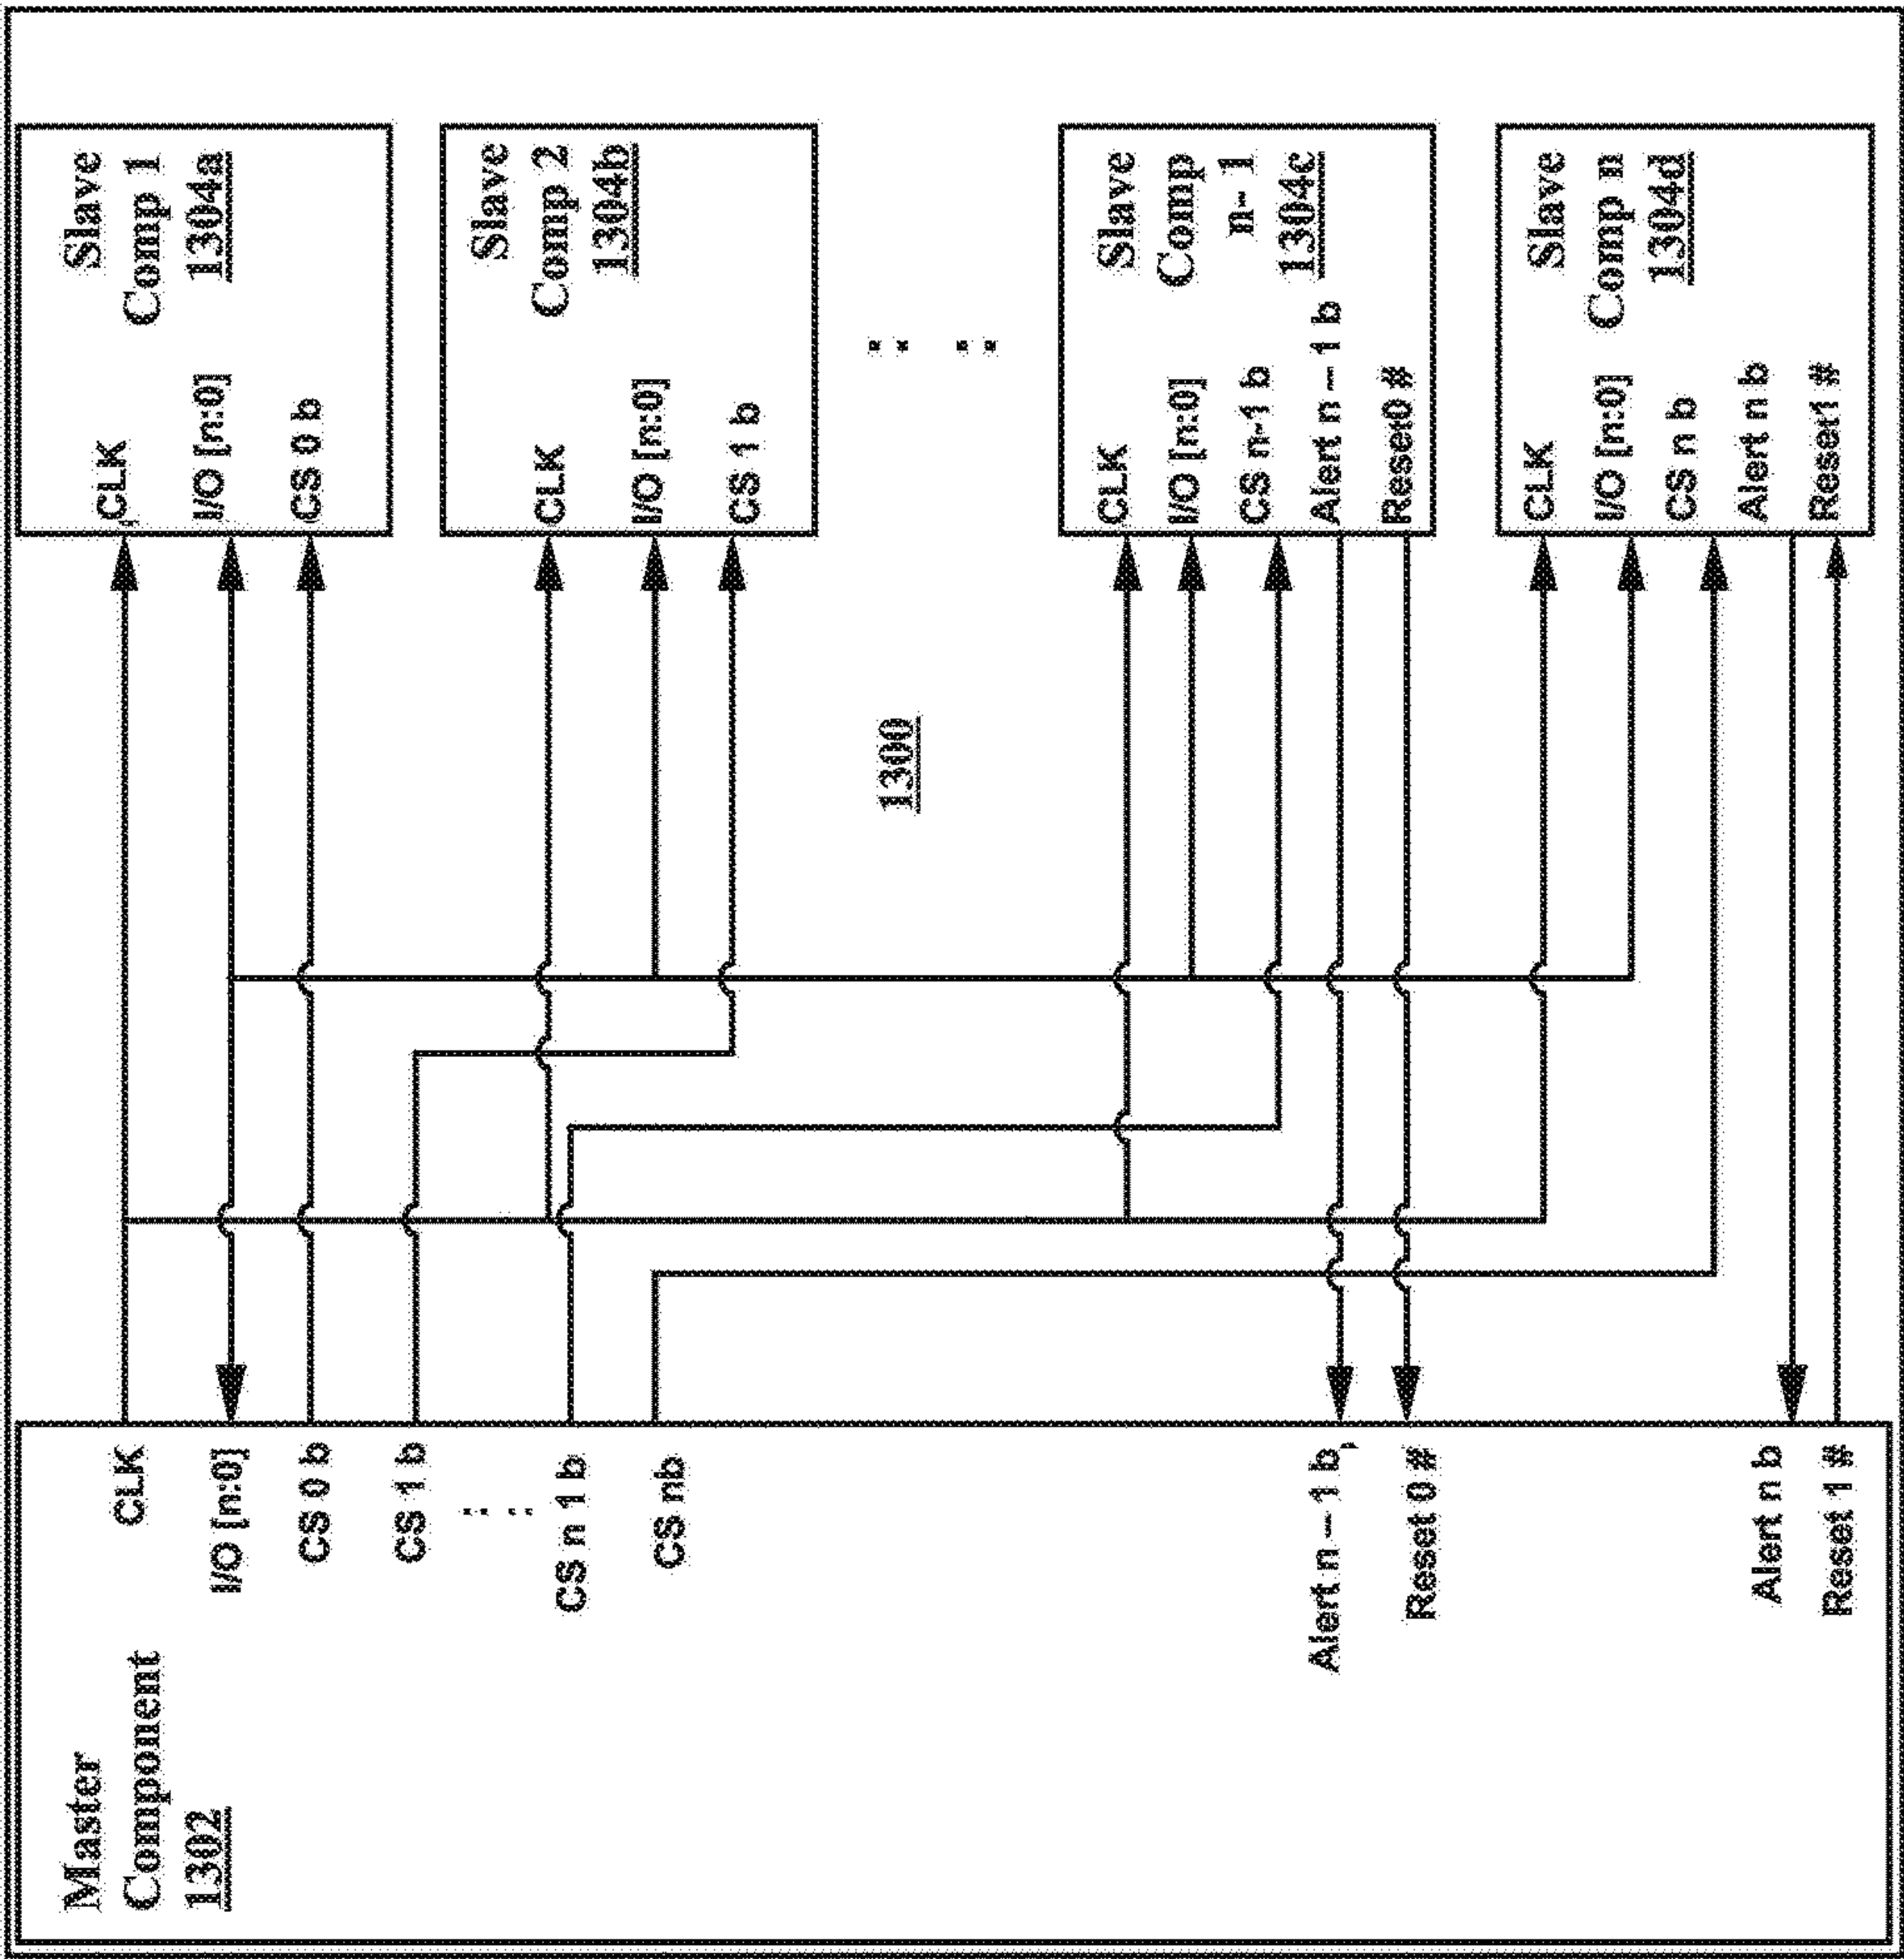 Master
Component
1302
CLK
I/O [n:0]
CS 0 b
CS 1 b
CS n 1 b
CS nb
Alert n – 1 b
Reset 0 #
Alert n b
Reset 1 #
1300
Slave
Comp 1
1304a
CLK
I/O [n:0]
CS 0 b
Slave
Comp 2
1304b
CLK
I/O [n:0]
CS 1 b
Slave
Comp
n- 1
1304c
CLK
I/O [n:0]
CS n-1 b
Alert n – 1 b
Reset0 #
Slave
Comp n
1304d
CLK
I/O [n:0]
CS n b
Alert n b
Reset1 #